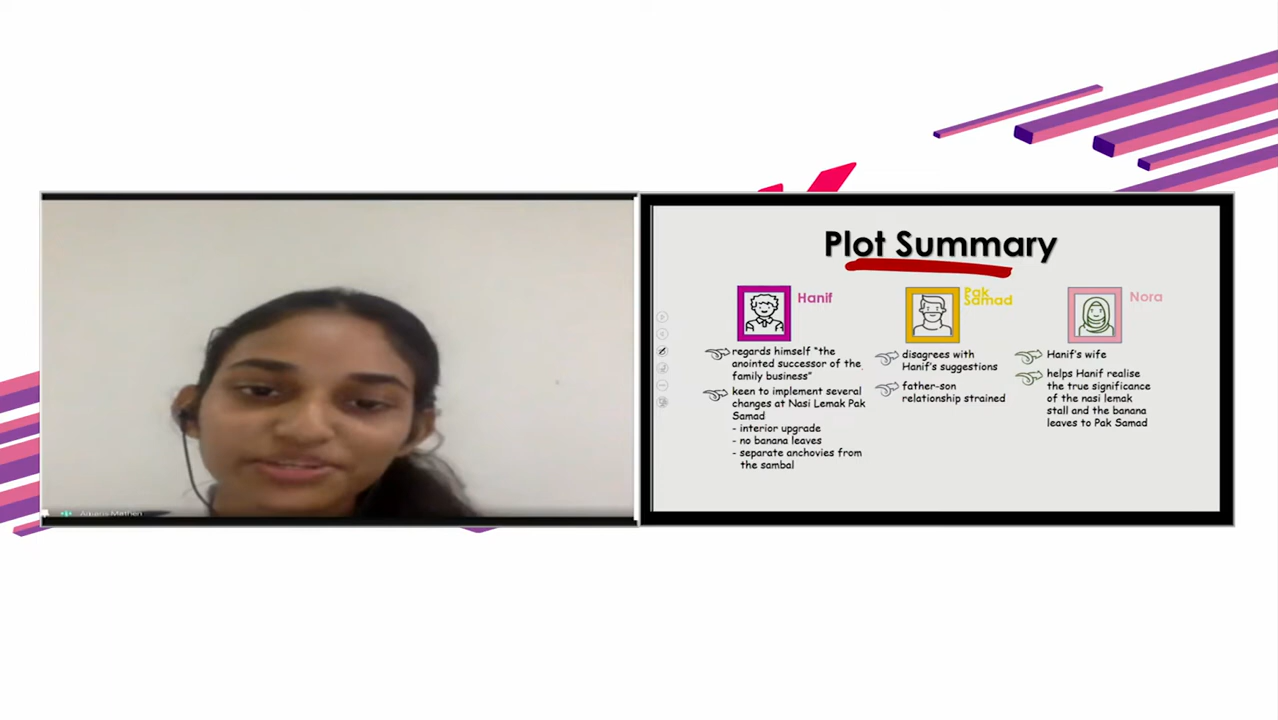 Plot Summary
Hanif
regards himself "the
anointed successor of the
family business"
keen to implement several
changes at Nasi Lemak Pak
Samad
- interior upgrade
- no banana leaves
- separate anchovies from
the sambal
Pak
Samad
disagrees with
Hanif's suggestions
father-son
relationship strained
Nora
Hanif's wife
helps Hanif realise
the true significance
of the nasi lemak
stall and the banana
leaves to Pak Samad